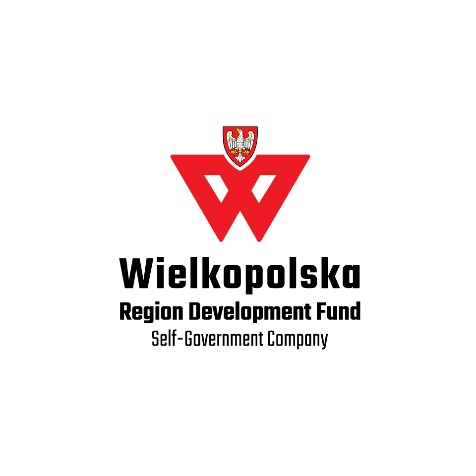 Wielkopolska
Region Development Fund
Self-Government Company